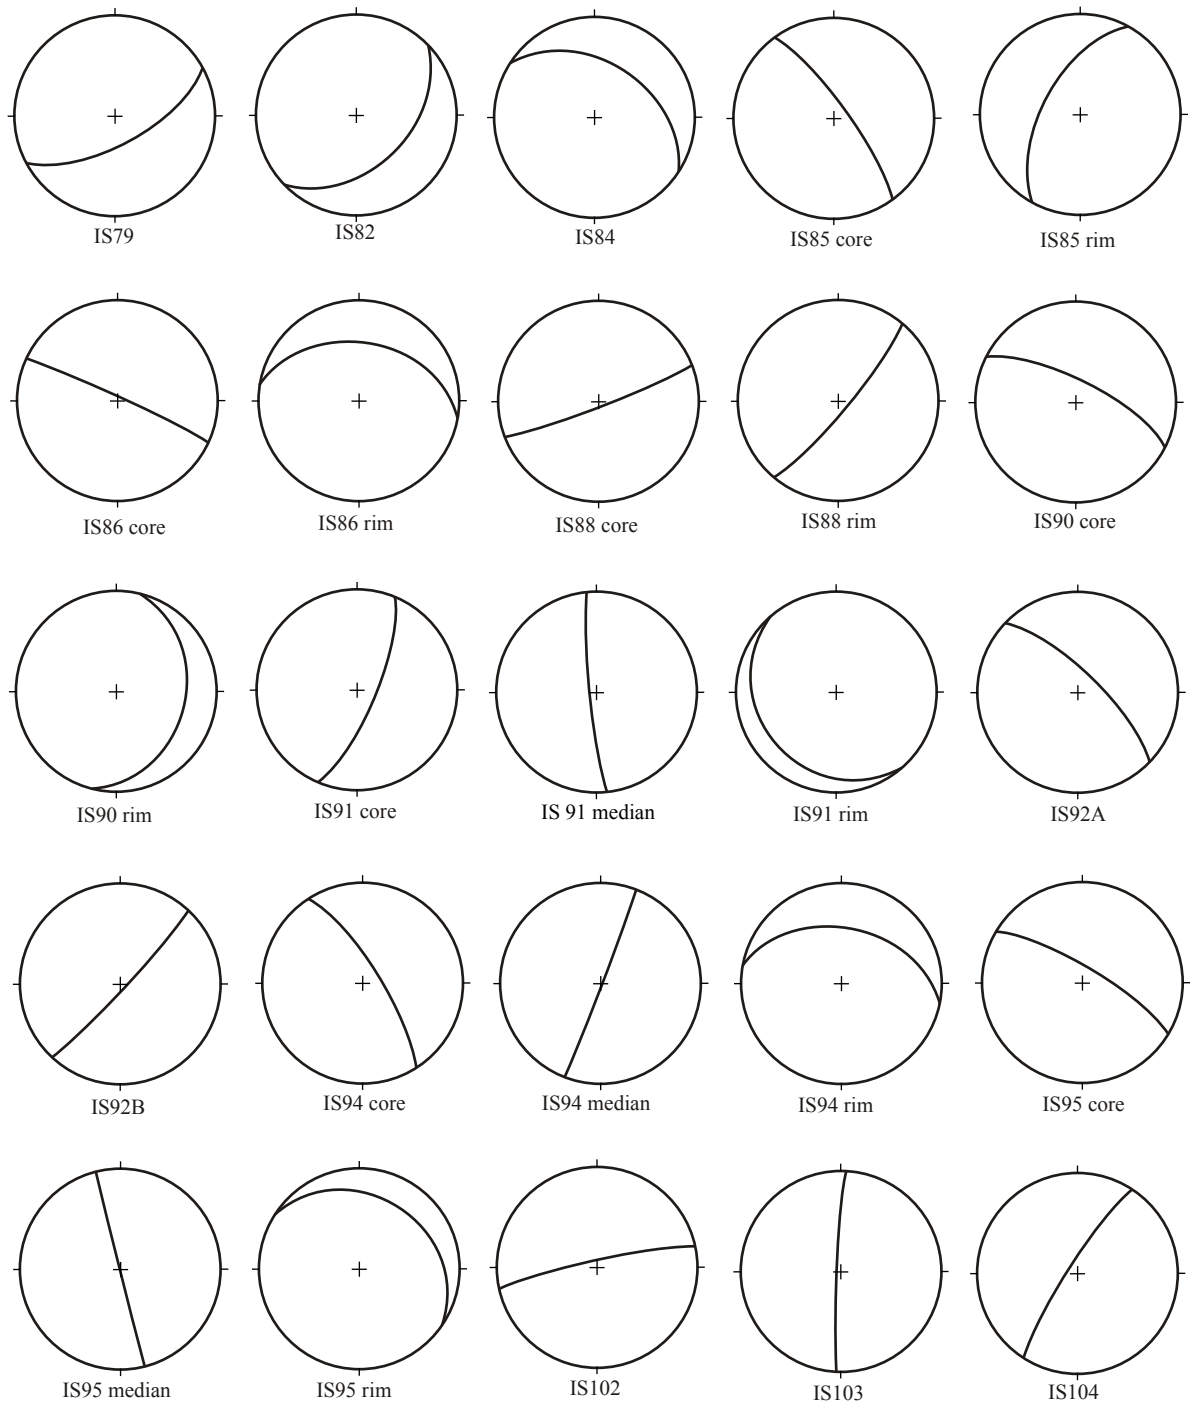 IS79
IS82
IS84
IS85 core
IS85 rim
IS86 core
IS86 rim
IS88 core
IS88 rim
IS90 core
IS90 rim
IS91 core
IS 91 median
IS91 rim
IS92A
IS92B
IS94 core
IS94 median
IS94 rim
IS95 core
IS95 median
IS95 rim
IS102
IS103
IS104